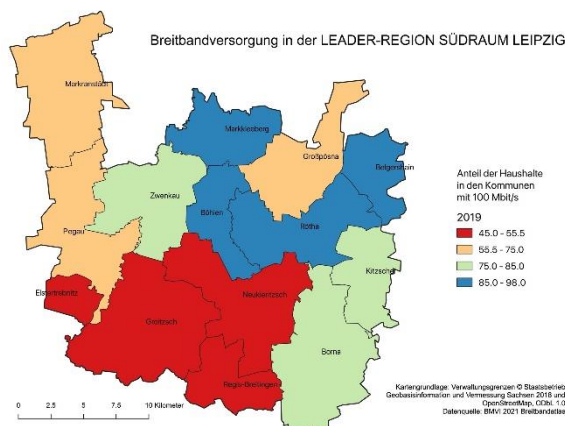 Breitbandversorgung in der LEADER-REGION SÜDRAUM LEIPZIG
Markranstädt
Markkleeberg
Großpösna
Belgershain
Zwenkau
Böhlen
Rötha
Pegau
Kitzscher
Elstertrebnitz
Neukieritzsch
Groitzsch
Borna
Regis-Breitingen
Anteil der Haushalte
in den Kommunen
mit 100 Mbit/s
2019
45.0 - 55.5
55.5 - 75.0
75.0 - 85.0
85.0 - 98.0
0 2.5 5 7.5 10 Kilometer
Kartengrundlage: Verwaltungsgrenzen © Staatsbetrieb
Geobasisinformation und Vermessung Sachsen 2018 und
OpenStreetMap, ODbL 1.0
Datenquelle: BMVI 2021 Breitbandatlas